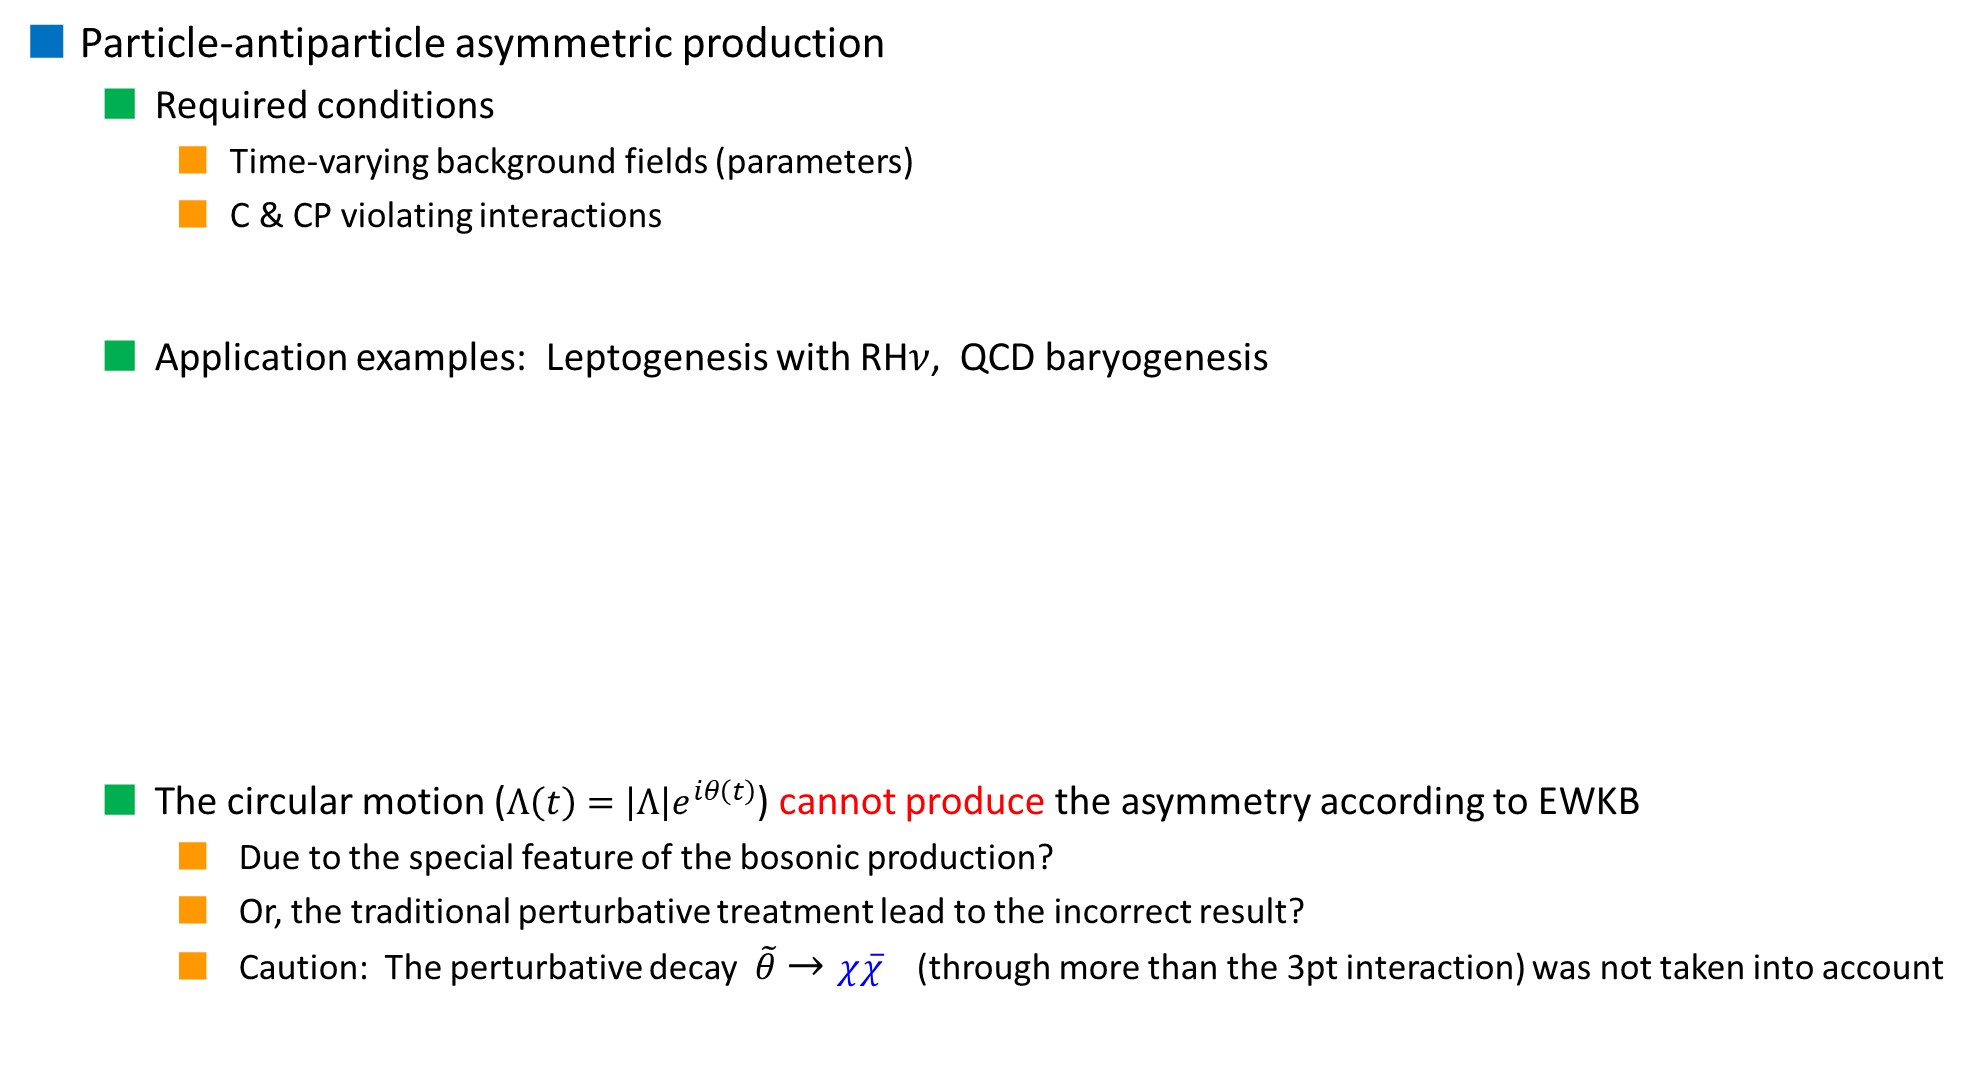 Particle-antiparticle asymmetric production
Required conditions
Time-varying background fields (parameters)
C & CP violating interactions
Application examples: Leptogenesis with RHν, QCD baryogenesis
The circular motion (Λ(t) = |Λ|e^{iθ(t)}) cannot produce the asymmetry according to EWKB
Due to the special feature of the bosonic production?
Or, the traditional perturbative treatment lead to the incorrect result?
Caution: The perturbative decay θ̃ → χχ̄ (through more than the 3pt interaction) was not taken into account